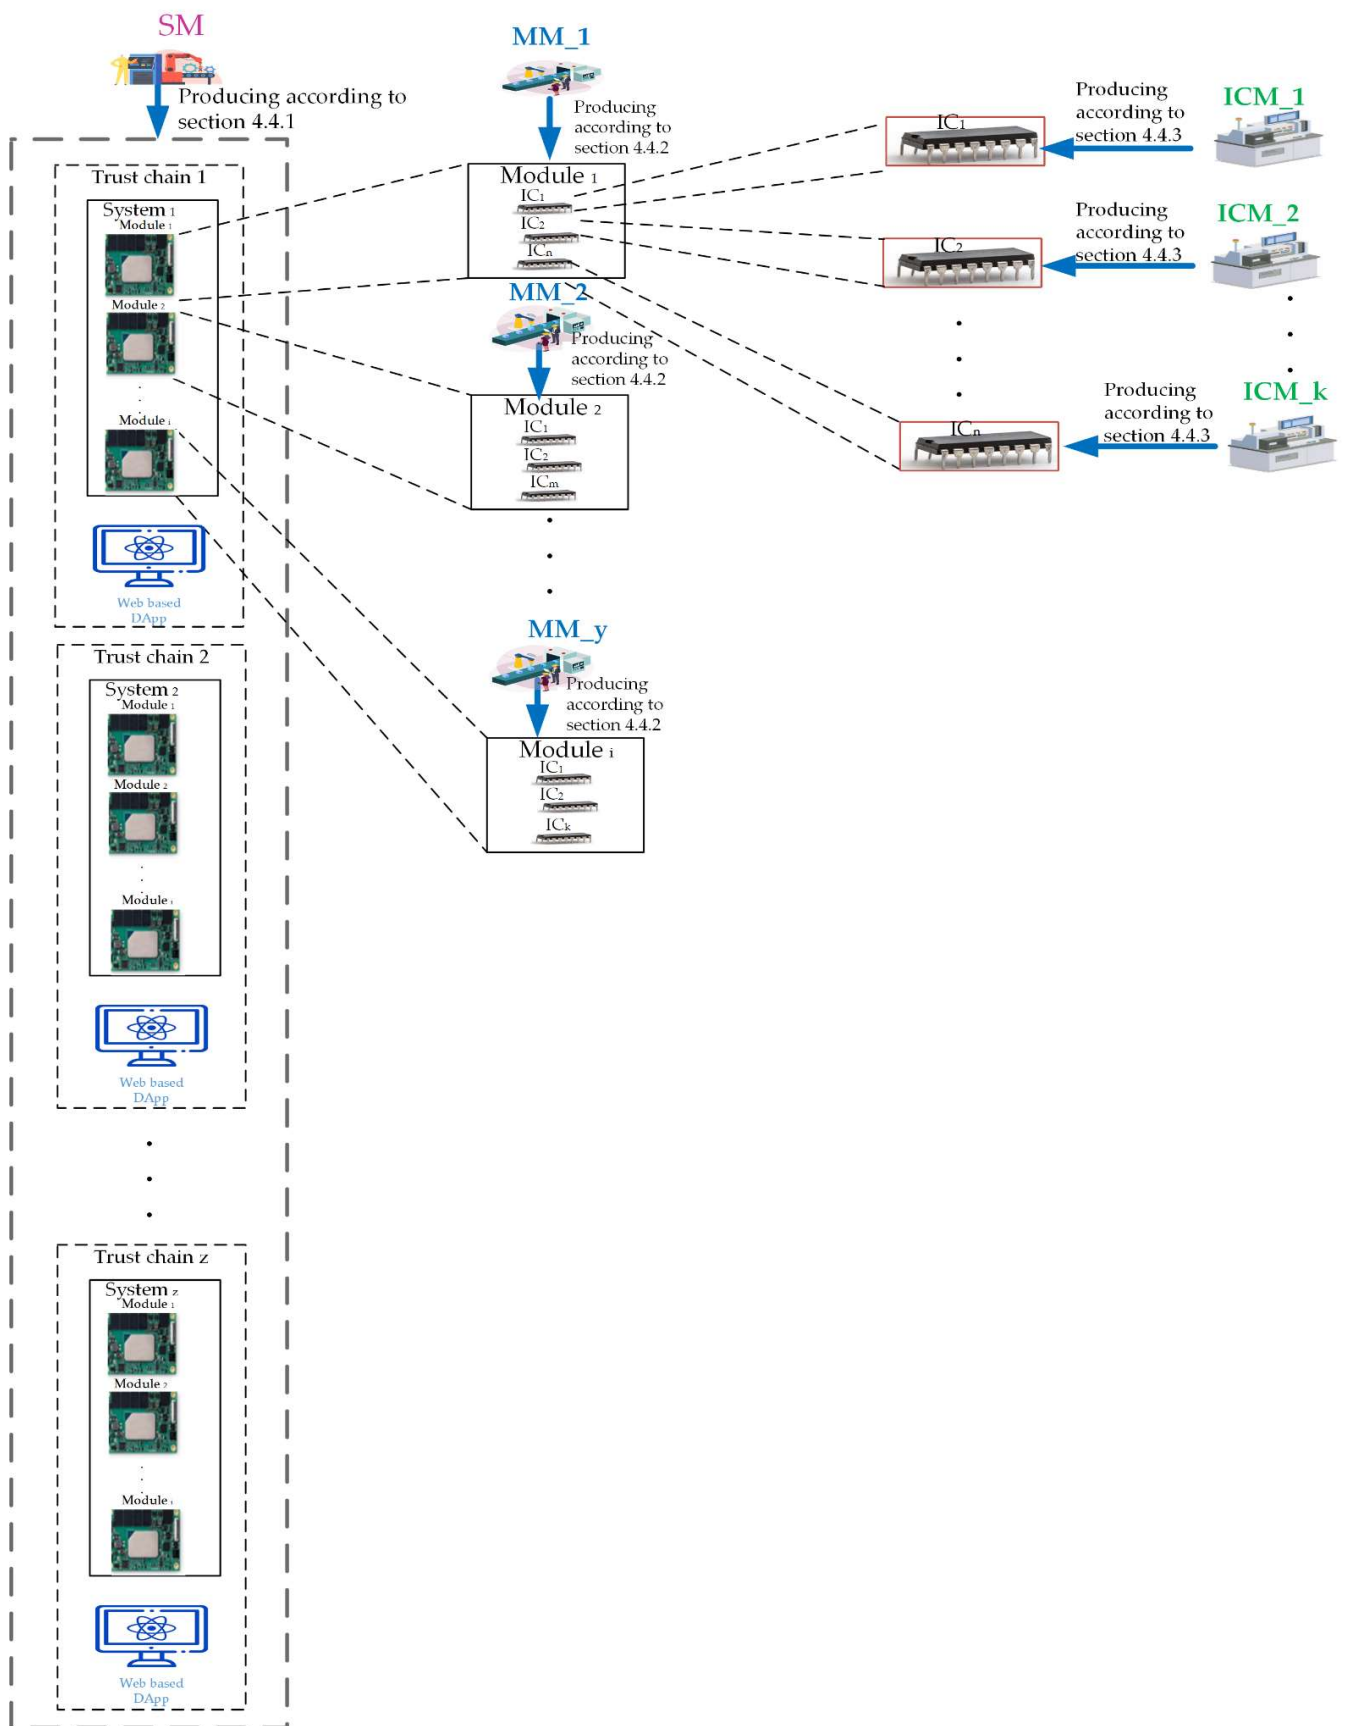 SM
Producing according to
section 4.4.1
Trust chain 1
System 1
Module 1
Module 2
Module i
Web based
DApp
Trust chain 2
System 2
Module 1
Module 2
Module i
Web based
DApp
Trust chain z
System z
Module 1
Module 2
Module i
Web based
DApp
MM_1
Producing
according to
section 4.4.2
Module 1
IC1
IC2
ICn
MM_2
Producing
according to
section 4.4.2
Module 2
IC1
IC2
ICm
MM_y
Producing
according to
section 4.4.2
Module i
IC1
IC2
ICk
IC1
Producing
according to
section 4.4.3
ICM_1
IC2
Producing
according to
section 4.4.3
ICM_2
ICn
Producing
according to
section 4.4.3
ICM_k